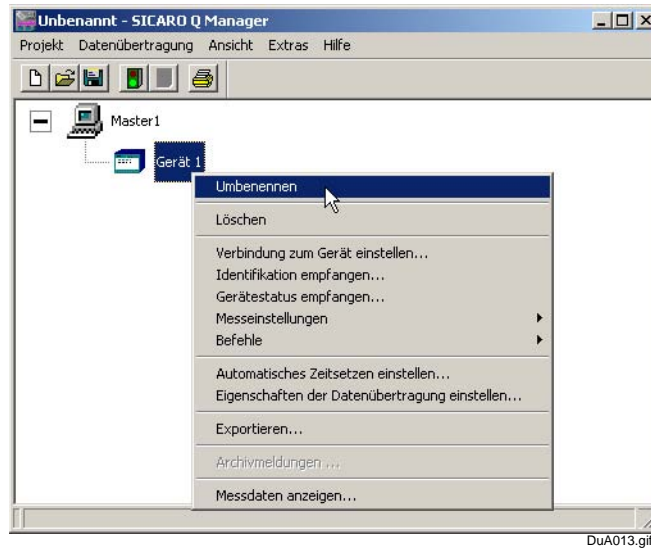 Unbenannt - SICARO Q Manager
Projekt Datenübertragung Ansicht Extras Hilfe
Master1
Gerät 1
Umbenennen
Löschen
Verbindung zum Gerät einstellen...
Identifikation empfangen...
Gerätestatus empfangen...
Messeinstellungen
Befehle
Automatisches Zeitsetzen einstellen...
Eigenschaften der Datenübertragung einstellen...
Exportieren...
Archivmeldungen ...
Messdaten anzeigen...
DuA013.gif